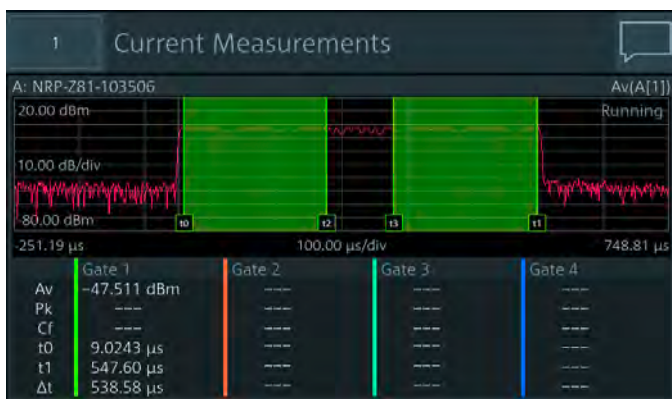 1 Current Measurements
A: NRP-Z81-103506 Av(A[1])
20.00 dBm Running
10.00 dB/div
-80.00 dBm t0 t2 t3 t1
-251.19 µs 100.00 µs/div 748.81 µs
Gate 1 Gate 2 Gate 3 Gate 4
Av −47.511 dBm --- --- ---
Pk --- --- --- ---
Cf --- --- --- ---
t0 9.0243 µs --- --- ---
t1 547.60 µs --- --- ---
Δt 538.58 µs --- --- ---